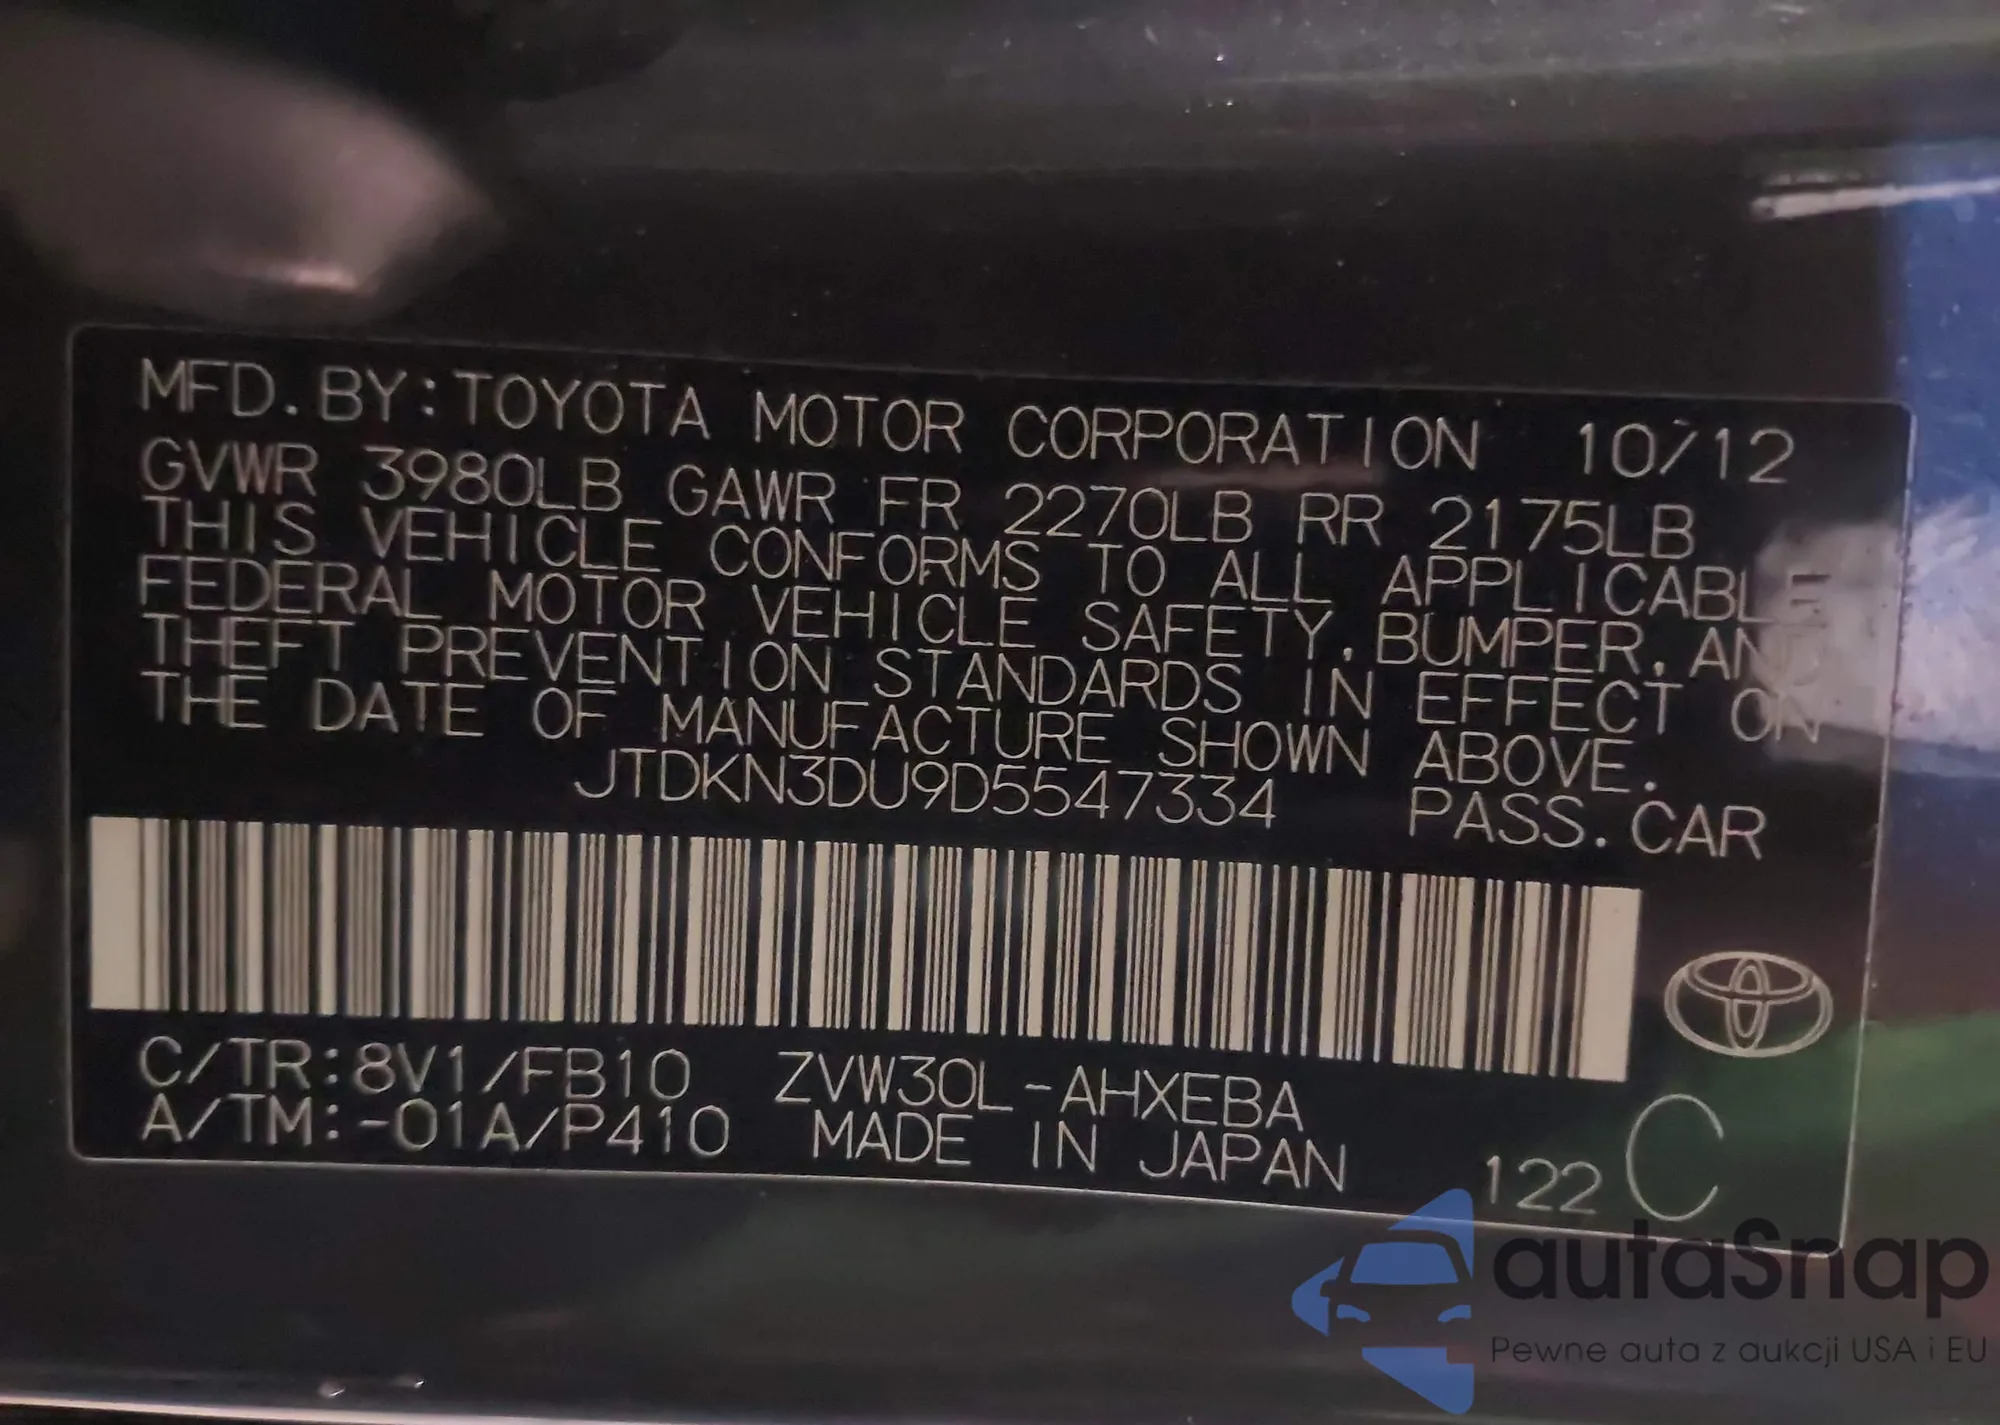 MFD.BY:TOYOTA MOTOR CORPORATION 10/12
GVWR 3980LB GAWR FR 2270LB RR 2175LB
THIS VEHICLE CONFORMS TO ALL APPLICABLE
FEDERAL MOTOR VEHICLE SAFETY,BUMPER,AND
THEFT PREVENTION STANDARDS IN EFFECT ON
THE DATE OF MANUFACTURE SHOWN ABOVE.
JTDKN3DU9D5547334 PASS.CAR
C/TR:8V1/FB10 ZVW30L-AHXEBA
A/TM:-01A/P410 MADE IN JAPAN 122 C
autaSnap
Pewne auta z aukcji USA i EU